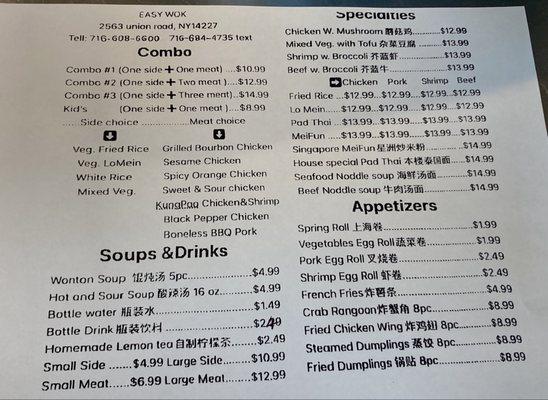 EASY WOK
2563 union road, NY14227
Tell: 716-608-6600 716-684-4735 text
Combo
Combo #1 (One side + One meat) ....$10.99
Combo #2 (One side + Two meat ) ...$12.99
Combo #3 (One side + Three meat)..$14.99
Kid's (One side + One meat ) ....$8.99
.....Side choice .................Meat choice
Veg. Fried Rice Grilled Bourbon Chicken
Veg. LoMein Sesame Chicken
White Rice Spicy Orange Chicken
Mixed Veg. Sweet & Sour chicken
KungPao Chicken&Shrimp
Black Pepper Chicken
Boneless BBQ Pork
Soups &Drinks
Wonton Soup 馄炖汤 5pc........................$4.99
Hot and Sour Soup 酸辣汤 16 oz..........$4.99
Bottle water 瓶装水...............................$1.49
Bottle Drink 瓶装饮料 ............................$2.49
Homemade Lemon tea 自制柠檬茶........$2.49
Small Side ......$4.99 Large Side.........$10.99
Small Meat......$6.99 Large Meat........$12.99
Specialties
Chicken W. Mushroom 蘑菇鸡...........$12.99
Mixed Veg. with Tofu 杂菜豆腐 .........$13.99
Shrimp w. Broccoli 芥蓝虾................$13.99
Beef w. Broccoli 芥蓝牛....................$13.99
Chicken Pork Shrimp Beef
Fried Rice ....$12.99...$12.99...$12.99...$12.99
Lo Mein.......$12.99...$12.99...$12.99...$12.99
Pad Thai .....$13.99....$13.99....$13.99....$13.99
MeiFun .......$13.99....$13.99.....$13.99...$13.99
Singapore MeiFun 星洲炒米粉..............$14.99
House special Pad Thai 本楼泰国面......$14.99
Seafood Noddle soup 海鲜汤面............$14.99
Beef Noddle soup 牛肉汤面..................$14.99
Appetizers
Spring Roll 上海卷..............................$1.99
Vegetables Egg Roll蔬菜卷.................$1.99
Pork Egg Roll 叉烧卷...........................$2.49
Shrimp Egg Roll 虾卷..........................$2.49
French Fries炸薯条.............................$4.99
Crab Rangoon炸蟹角 8pc....................$8.99
Fried Chicken Wing 炸鸡翅 8pc...........$8.99
Steamed Dumplings 蒸饺 8pc..............$8.99
Fried Dumplings 锅贴 8pc....................$8.99